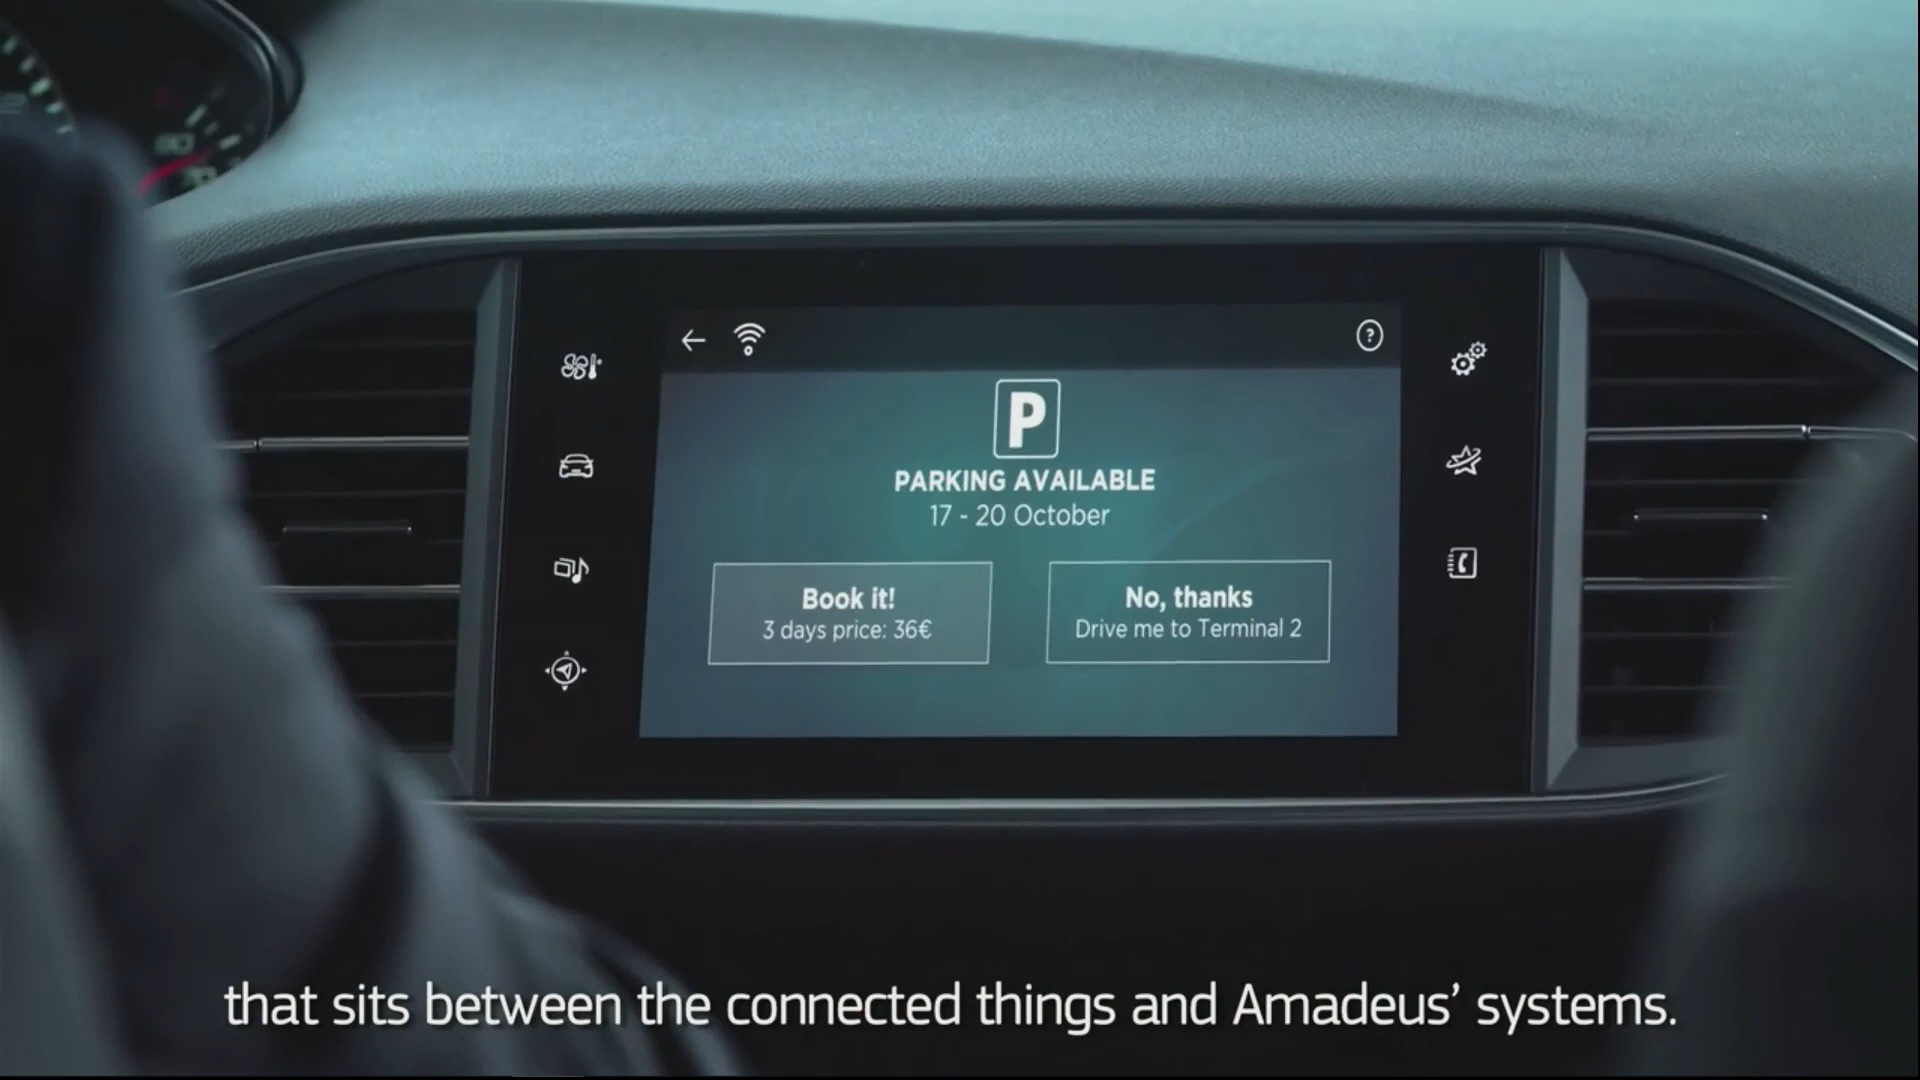 80
?
P
PARKING AVAILABLE
17 - 20 October
Book it!
3 days price: 36€
No, thanks
Drive me to Terminal 2
that sits between the connected things and Amadeus’ systems.